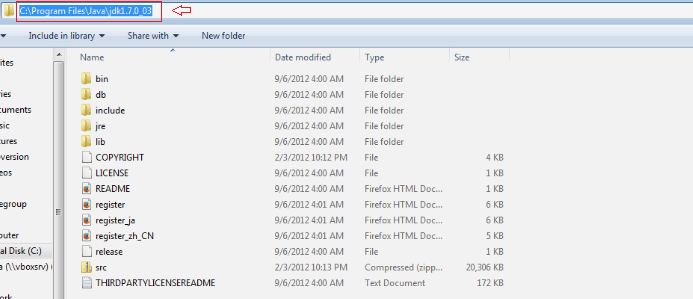 C:\Program Files\Java\jdk1.7.0_03
Include in library Share with New folder
Name Date modified Type Size
bin 9/6/2012 4:00 AM File folder
db 9/6/2012 4:00 AM File folder
include 9/6/2012 4:00 AM File folder
jre 9/6/2012 4:00 AM File folder
lib 9/6/2012 4:00 AM File folder
COPYRIGHT 2/3/2012 10:12 PM File 4 KB
LICENSE 9/6/2012 4:00 AM File 1 KB
README 9/6/2012 4:00 AM Firefox HTML Doc... 1 KB
register 9/6/2012 4:01 AM Firefox HTML Doc... 6 KB
register_ja 9/6/2012 4:01 AM Firefox HTML Doc... 6 KB
register_zh_CN 9/6/2012 4:01 AM Firefox HTML Doc... 5 KB
release 9/6/2012 4:00 AM File 1 KB
src 2/3/2012 10:13 PM Compressed (zipp... 20,306 KB
THIRDPARTYLICENSEREADME 9/6/2012 4:00 AM Text Document 172 KB
ites
ries
cuments
sic
tures
version
eos
egroup
puter
al Disk (C:)
a (\\vboxsrv) (
work